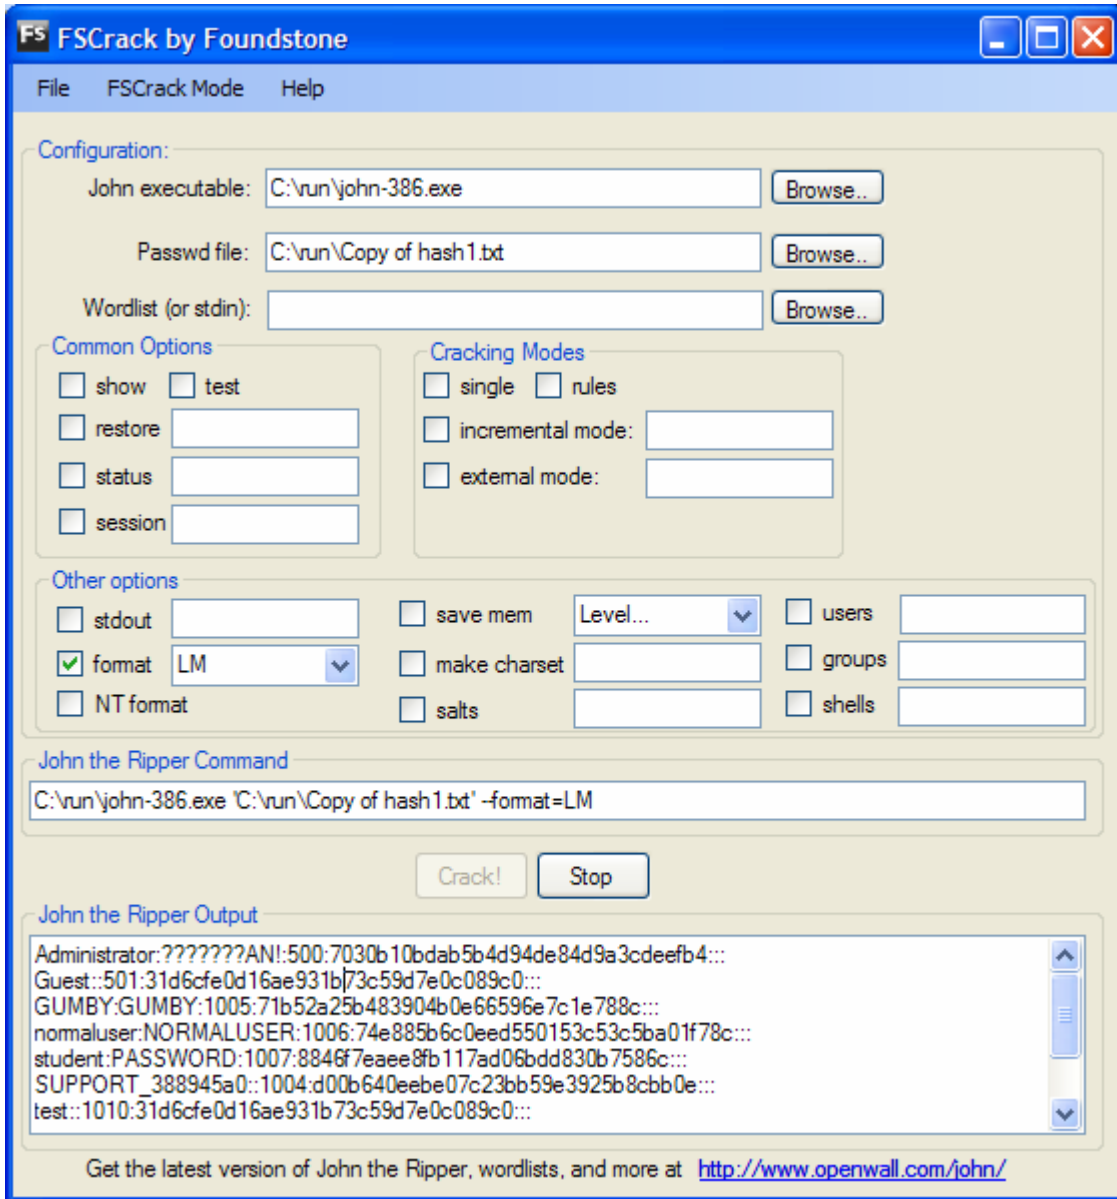 FS FSCrack by Foundstone
File FSCrack Mode Help
Configuration:
John executable: C:\run\john-386.exe Browse..
Passwd file: C:\run\Copy of hash1.txt Browse..
Wordlist (or stdin): Browse..
Common Options
show test
restore
status
session
Cracking Modes
single rules
incremental mode:
external mode:
Other options
stdout
format LM
NT format
save mem Level...
make charset
salts
users
groups
shells
John the Ripper Command
C:\run\john-386.exe "C:\run\Copy of hash1.txt" --format=LM
Crack! Stop
John the Ripper Output
Administrator:???????AN!:500:7030b10bdab5b4d94de84d9a3cdeefb4:::
Guest::501:31d6cfe0d16ae931b73c59d7e0c089c0:::
GUMBY:GUMBY:1005:71b52a25b483904b0e66596e7c1e788c:::
normaluser:NORMALUSER:1006:74e885b6c0eed550153c53c5ba01f78c:::
student:PASSWORD:1007:8846f7eaee8fb117ad06bdd830b7586c:::
SUPPORT_388945a0::1004:d00b640eebe07c23bb59e3925b8cbb0e:::
test::1010:31d6cfe0d16ae931b73c59d7e0c089c0:::
Get the latest version of John the Ripper, wordlists, and more at http://www.openwall.com/john/